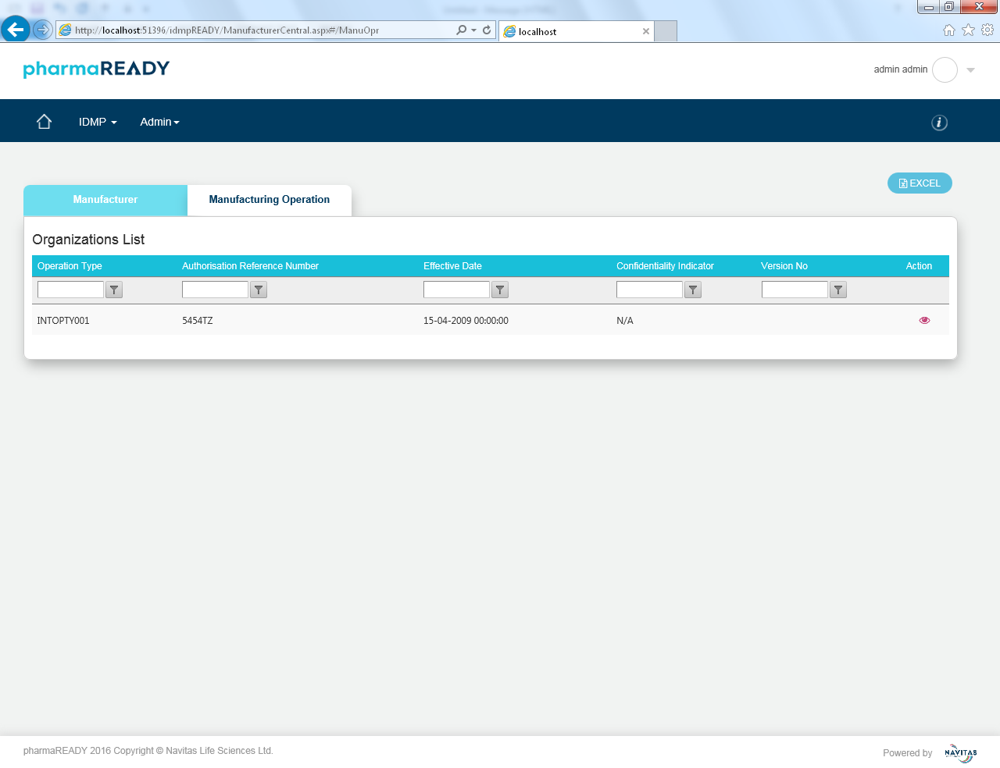 http://localhost:51396/idmpREADY/ManufacturerCentral.aspx#/ManuOpr
localhost
pharmaREADY
admin admin
IDMP
Admin
i
EXCEL
Manufacturer
Manufacturing Operation
Organizations List
Operation Type Authorisation Reference Number Effective Date Confidentiality Indicator Version No Action
INTOPTY001 5454TZ 15-04-2009 00:00:00 N/A
pharmaREADY 2016 Copyright © Navitas Life Sciences Ltd.
Powered by NAVITAS